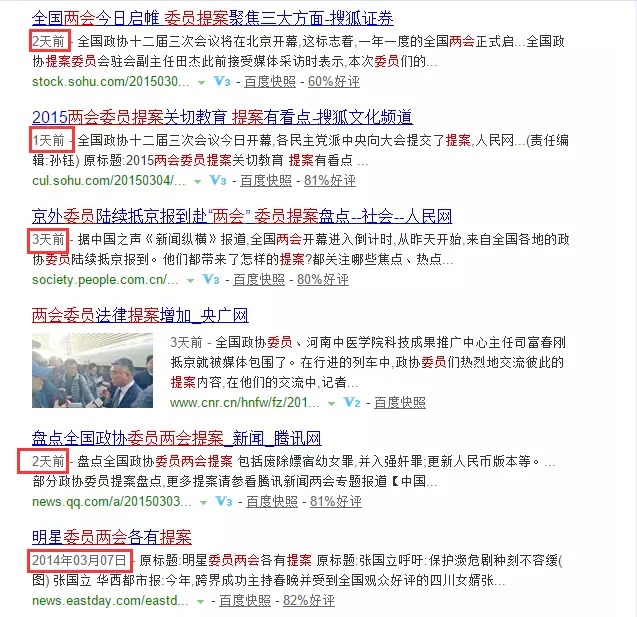 全国两会今日启帷 委员提案聚焦三大方面-搜狐证券
2天前 - 全国政协十二届三次会议将在北京开幕,这标志着,一年一度的全国两会正式启...全国政
协提案委员会驻会副主任田杰此前接受媒体采访时表示,本次委员们的...
stock.sohu.com/2015030... V3 - 百度快照 - 60%好评
2015两会委员提案关切教育 提案有看点-搜狐文化频道
1天前 - 全国政协十二届三次会议今日开幕,各民主党派中央向大会提交了提案,人民网...(责任编
辑:孙钰) 原标题:2015两会委员提案关切教育 提案有看点 ...
cul.sohu.com/20150304/... V3 - 百度快照 - 81%好评
京外委员陆续抵京报到赴“两会” 委员提案盘点--社会--人民网
3天前 - 据中国之声《新闻纵横》报道,全国两会开幕进入倒计时,从昨天开始,来自全国各地的政
协委员陆续抵京报到。他们都带来了怎样的提案?都关注哪些焦点、热点...
society.people.com.cn/... V3 - 百度快照 - 80%好评
两会委员法律提案增加_央广网
3天前 - 全国政协委员、河南中医学院科技成果推广中心主任司富春刚
抵京就被媒体包围了。在行进的列车中,政协委员们热烈地交流彼此的
提案内容,在他们的交流中,记者...
www.cnr.cn/hnfw/fz/201... V2 - 百度快照
盘点全国政协委员两会提案_新闻_腾讯网
2天前 - 盘点全国政协委员两会提案 包括废除嫖宿幼女罪,并入强奸罪;更新人民币版本等。...
部分政协委员提案盘点,更多提案请参看腾讯新闻两会专题报道【中国...
news.qq.com/a/20150303... V3 - 百度快照 - 81%好评
明星委员两会各有提案
2014年03月07日 - 原标题:明星委员两会各有提案 原标题:张国立呼吁:保护濒危剧种刻不容缓(
图) 张国立 华西都市报:今年,跨界成功主持春晚并受到全国观众好评的四川女婿张...
news.eastday.com/eastd... V3 - 百度快照 - 82%好评